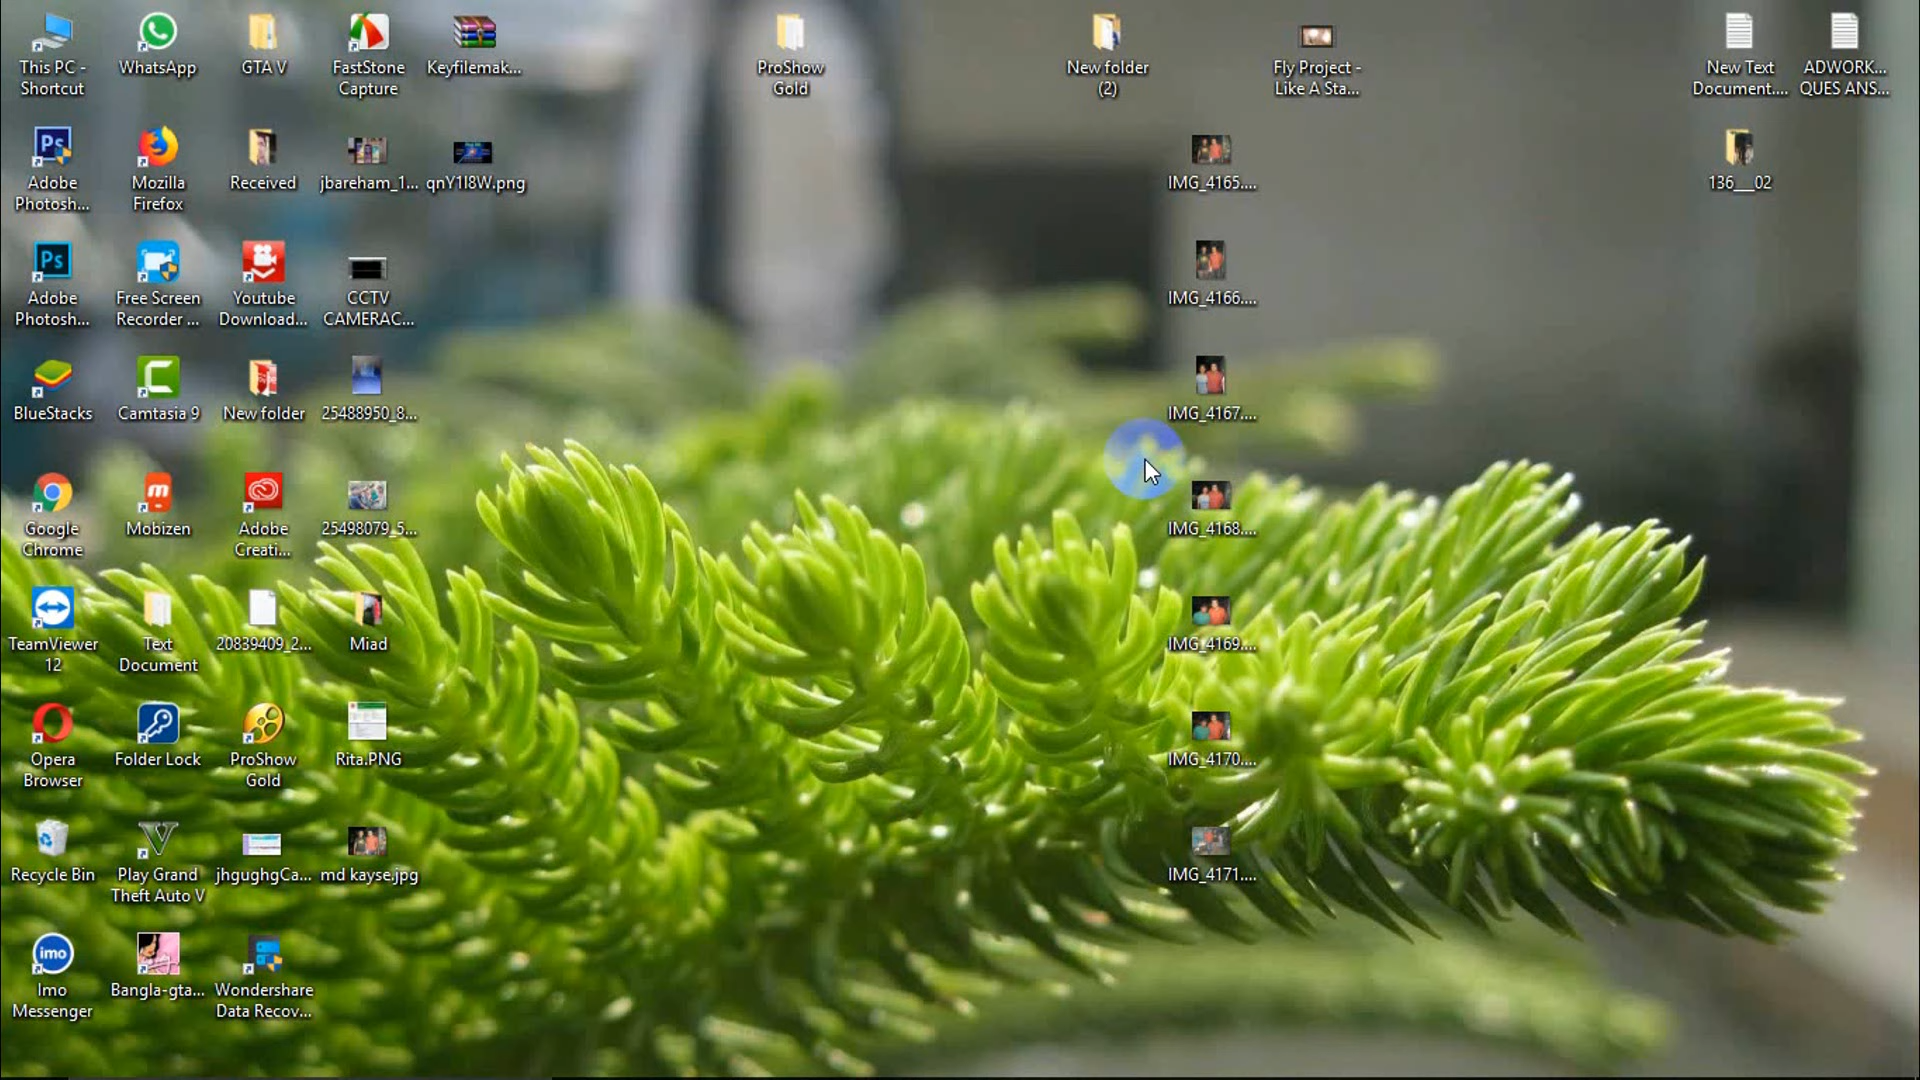 This PC -
Shortcut
WhatsApp
GTA V
FastStone
Capture
Keyfilemak...
ProShow
Gold
New folder
(2)
Fly Project -
Like A Sta...
New Text
Document....
ADWORK...
QUES ANS...
Adobe
Photosh...
Mozilla
Firefox
Received
jbareham_1...
qnY1I8W.png
IMG_4165....
136___02
Adobe
Photosh...
Free Screen
Recorder ...
Youtube
Download...
CCTV
CAMERAC...
IMG_4166....
BlueStacks
Camtasia 9
New folder
25488950_8...
IMG_4167....
Google
Chrome
Mobizen
Adobe
Creati...
25498079_5...
IMG_4168....
TeamViewer
12
Text
Document
20839409_2...
Miad
IMG_4169....
Opera
Browser
Folder Lock
ProShow
Gold
Rita.PNG
IMG_4170....
Recycle Bin
Play Grand
Theft Auto V
jhgughgCa...
md kayse.jpg
IMG_4171....
imo
Imo
Messenger
Bangla-gta...
Wondershare
Data Recov...